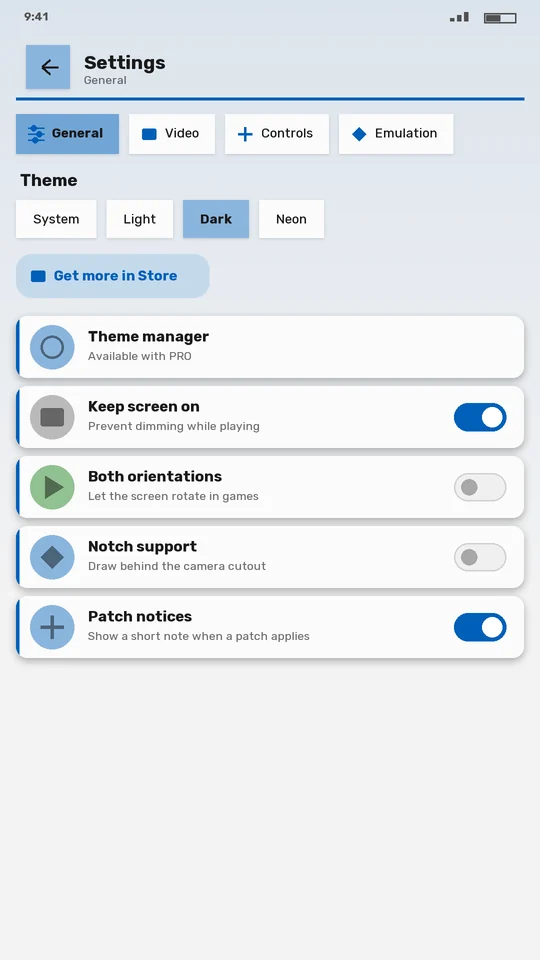 9:41
Settings
General
General
Video
Controls
Emulation
Theme
System
Light
Dark
Neon
Get more in Store
Theme manager
Available with PRO
Keep screen on
Prevent dimming while playing
Both orientations
Let the screen rotate in games
Notch support
Draw behind the camera cutout
Patch notices
Show a short note when a patch applies